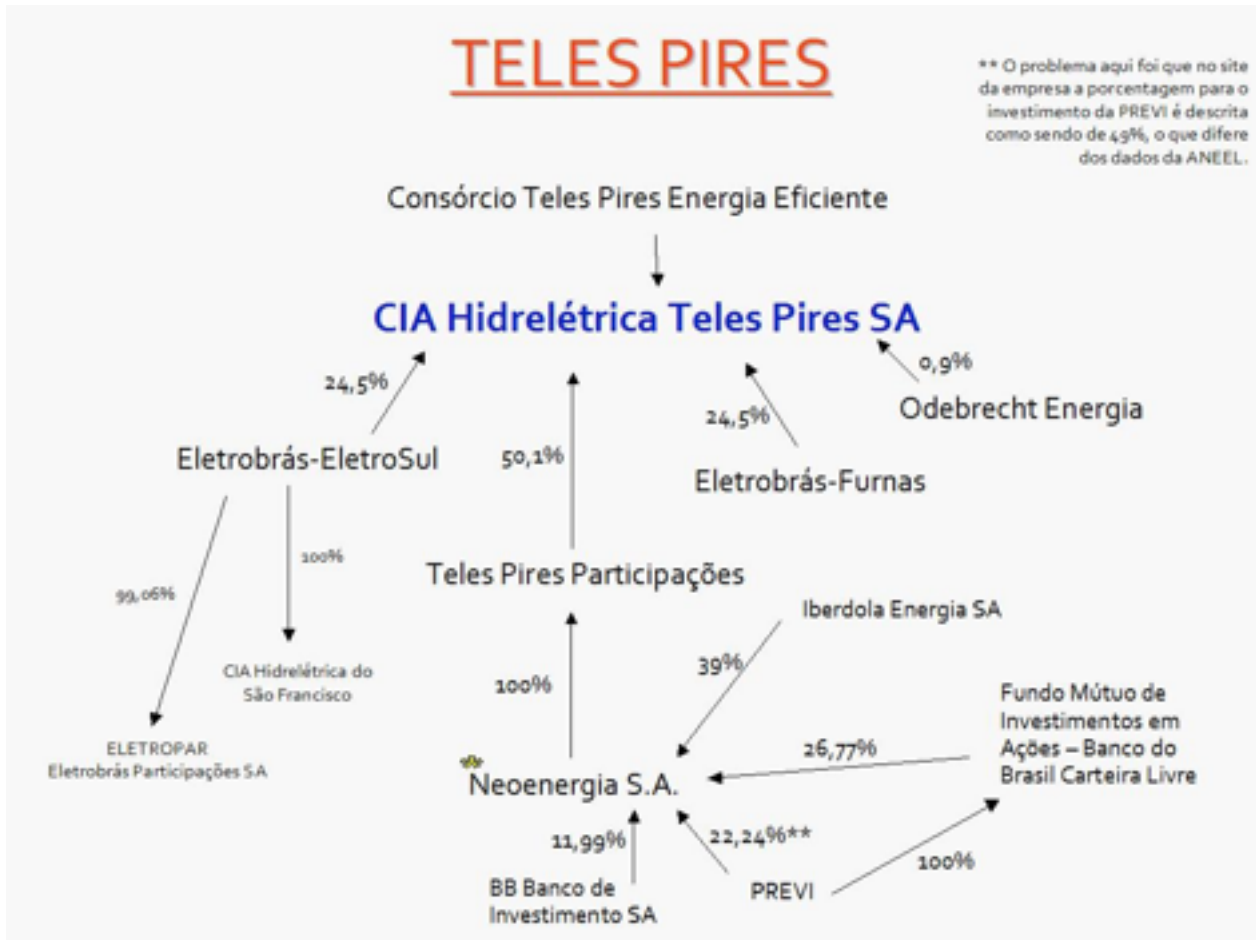 TELES PIRES
** O problema aqui foi que no site
da empresa a porcentagem para o
investimento da PREVI é descrita
como sendo de 49%, o que difere
dos dados da ANEEL.
Consórcio Teles Pires Energia Eficiente
CIA Hidrelétrica Teles Pires SA
24,5%
50,1%
24,5%
0,9%
Odebrecht Energia
Eletrobrás-EletroSul
Eletrobrás-Furnas
99,06%
100%
Teles Pires Participações
Iberdola Energia SA
CIA Hidrelétrica do
São Francisco
100%
39%
Fundo Mútuo de
Investimentos em
Ações – Banco do
Brasil Carteira Livre
ELETROPAR
Eletrobrás Participações SA
26,77%
Neoenergia S.A.
11,99%
22,24%**
100%
BB Banco de
Investimento SA
PREVI